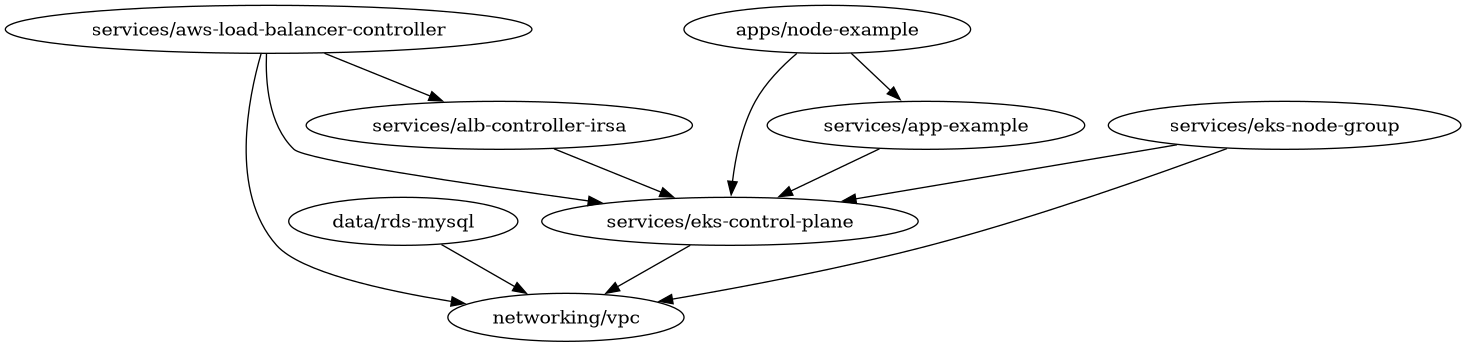 services/aws-load-balancer-controller
apps/node-example
services/alb-controller-irsa
services/app-example
services/eks-node-group
data/rds-mysql
services/eks-control-plane
networking/vpc